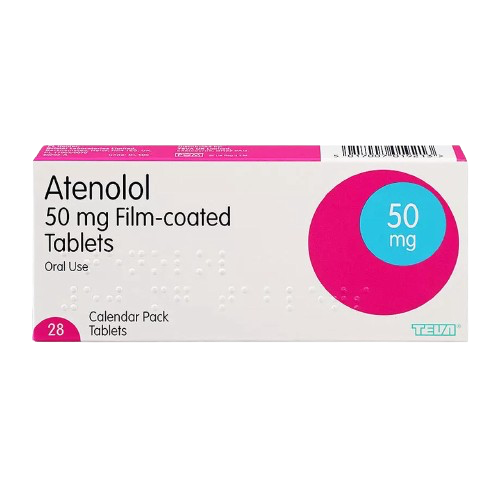 Atenolol
50 mg Film-coated
Tablets
Oral Use
50
mg
28
Calendar Pack
Tablets
TEVA